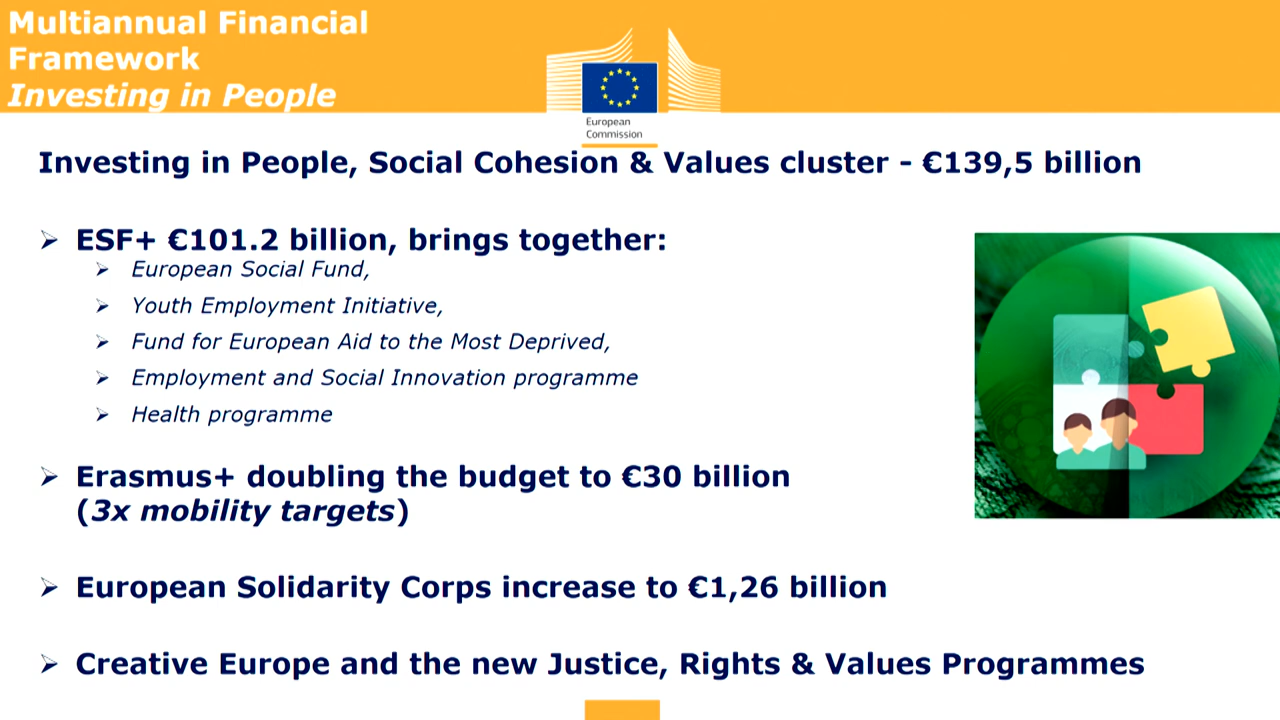 Multiannual Financial
Framework
Investing in People
European
Commission
Investing in People, Social Cohesion & Values cluster - €139,5 billion
ESF+ €101.2 billion, brings together:
European Social Fund,
Youth Employment Initiative,
Fund for European Aid to the Most Deprived,
Employment and Social Innovation programme
Health programme
Erasmus+ doubling the budget to €30 billion
(3x mobility targets)
European Solidarity Corps increase to €1,26 billion
Creative Europe and the new Justice, Rights & Values Programmes